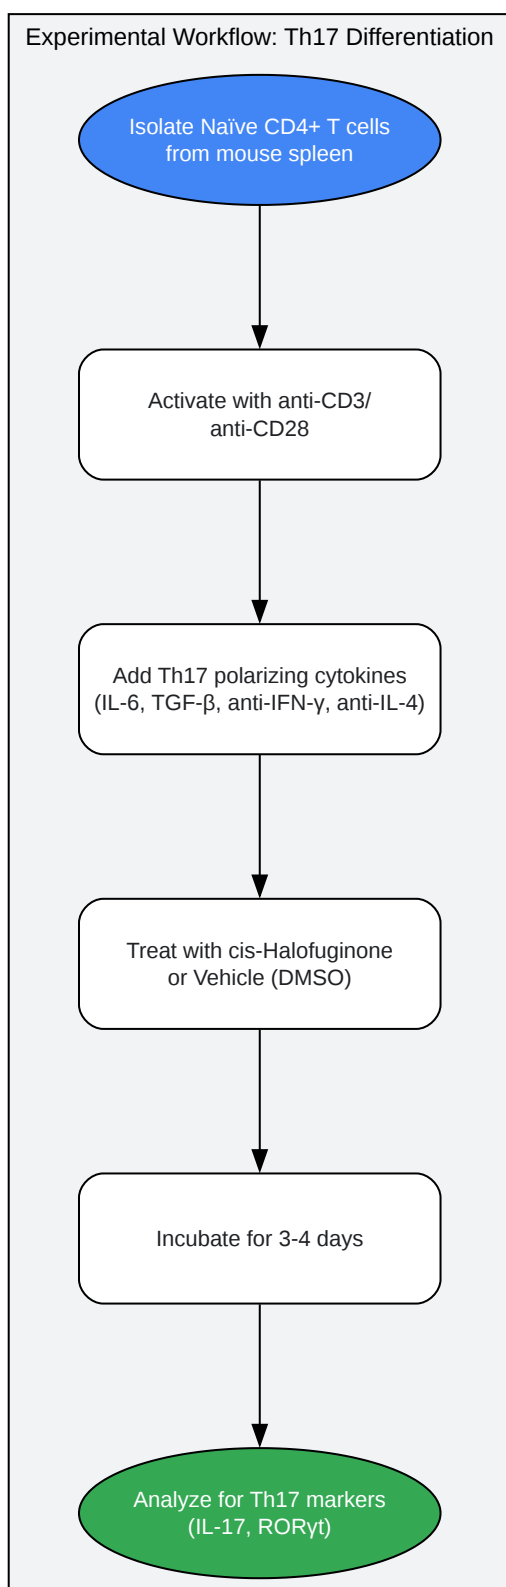 Experimental Workflow: Th17 Differentiation
Isolate Naïve CD4+ T cells
from mouse spleen
Activate with anti-CD3/
anti-CD28
Add Th17 polarizing cytokines
(IL-6, TGF-β, anti-IFN-γ, anti-IL-4)
Treat with cis-Halofuginone
or Vehicle (DMSO)
Incubate for 3-4 days
Analyze for Th17 markers
(IL-17, RORγt)